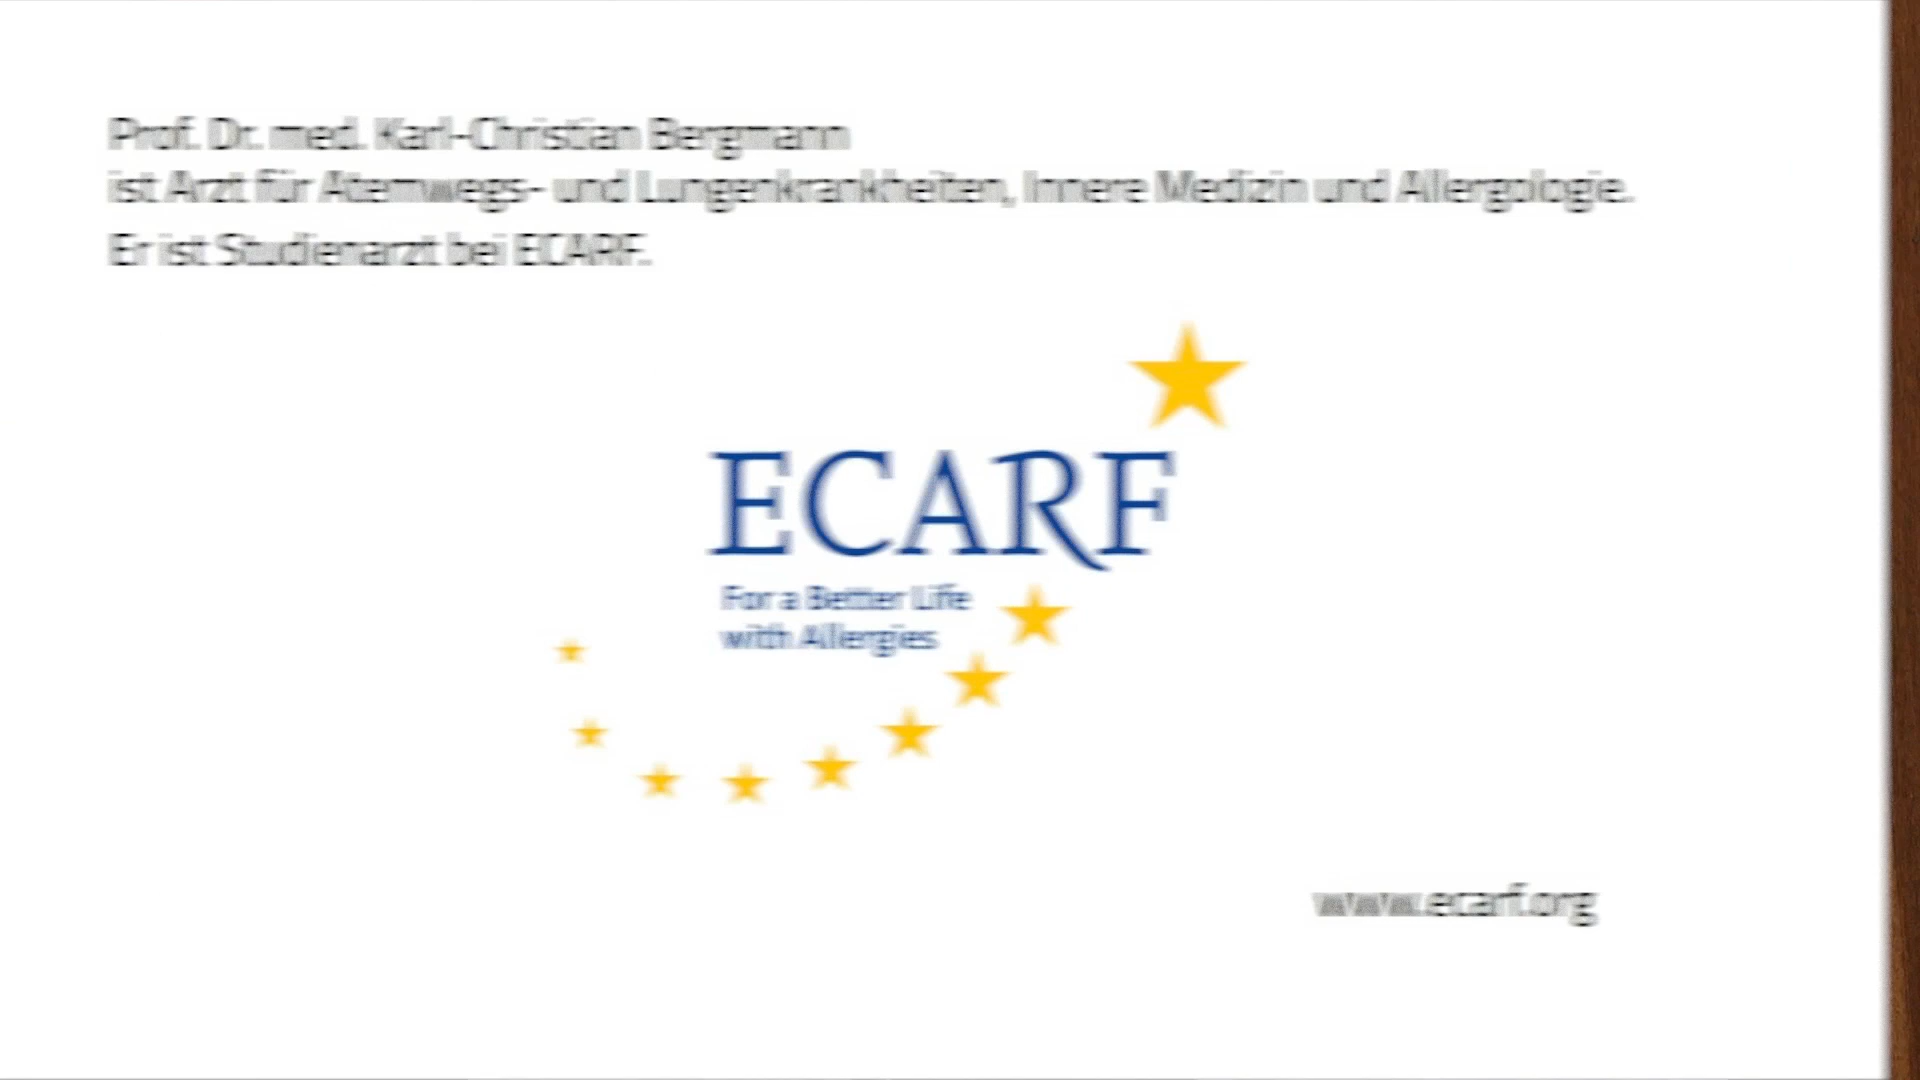 Prof. Dr. med. Karl-Christian Bergmann
ist Arzt für Atemwegs- und Lungenkrankheiten, Innere Medizin und Allergologie.
Er ist Studienarzt bei ECARF.
ECARF
For a Better Life
with Allergies
www.ecarf.org